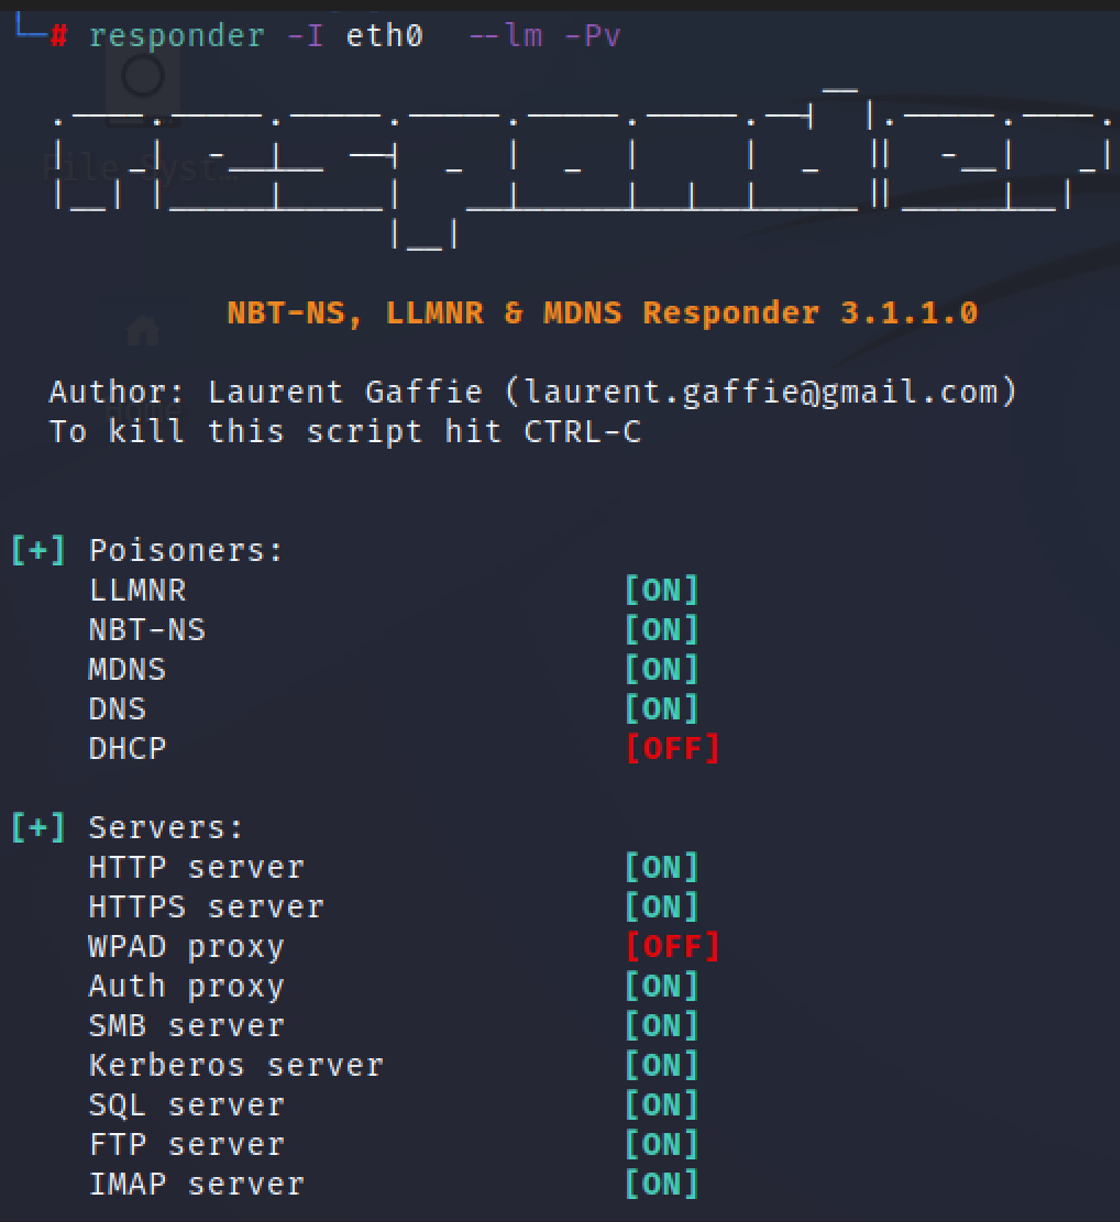 # responder -I eth0 --lm -Pv
NBT-NS, LLMNR & MDNS Responder 3.1.1.0
Author: Laurent Gaffie (laurent.gaffie@gmail.com)
To kill this script hit CTRL-C
[+] Poisoners:
LLMNR [ON]
NBT-NS [ON]
MDNS [ON]
DNS [ON]
DHCP [OFF]
[+] Servers:
HTTP server [ON]
HTTPS server [ON]
WPAD proxy [OFF]
Auth proxy [ON]
SMB server [ON]
Kerberos server [ON]
SQL server [ON]
FTP server [ON]
IMAP server [ON]